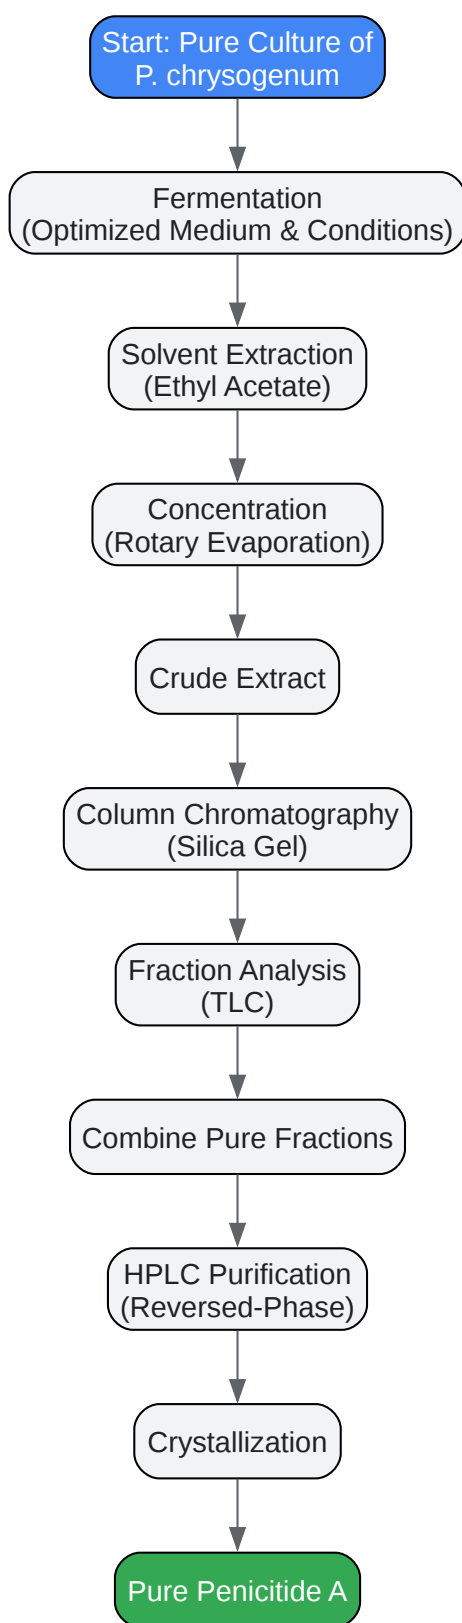 Start: Pure Culture of
P. chrysogenum
Fermentation
(Optimized Medium & Conditions)
Solvent Extraction
(Ethyl Acetate)
Concentration
(Rotary Evaporation)
Crude Extract
Column Chromatography
(Silica Gel)
Fraction Analysis
(TLC)
Combine Pure Fractions
HPLC Purification
(Reversed-Phase)
Crystallization
Pure Penicitide A